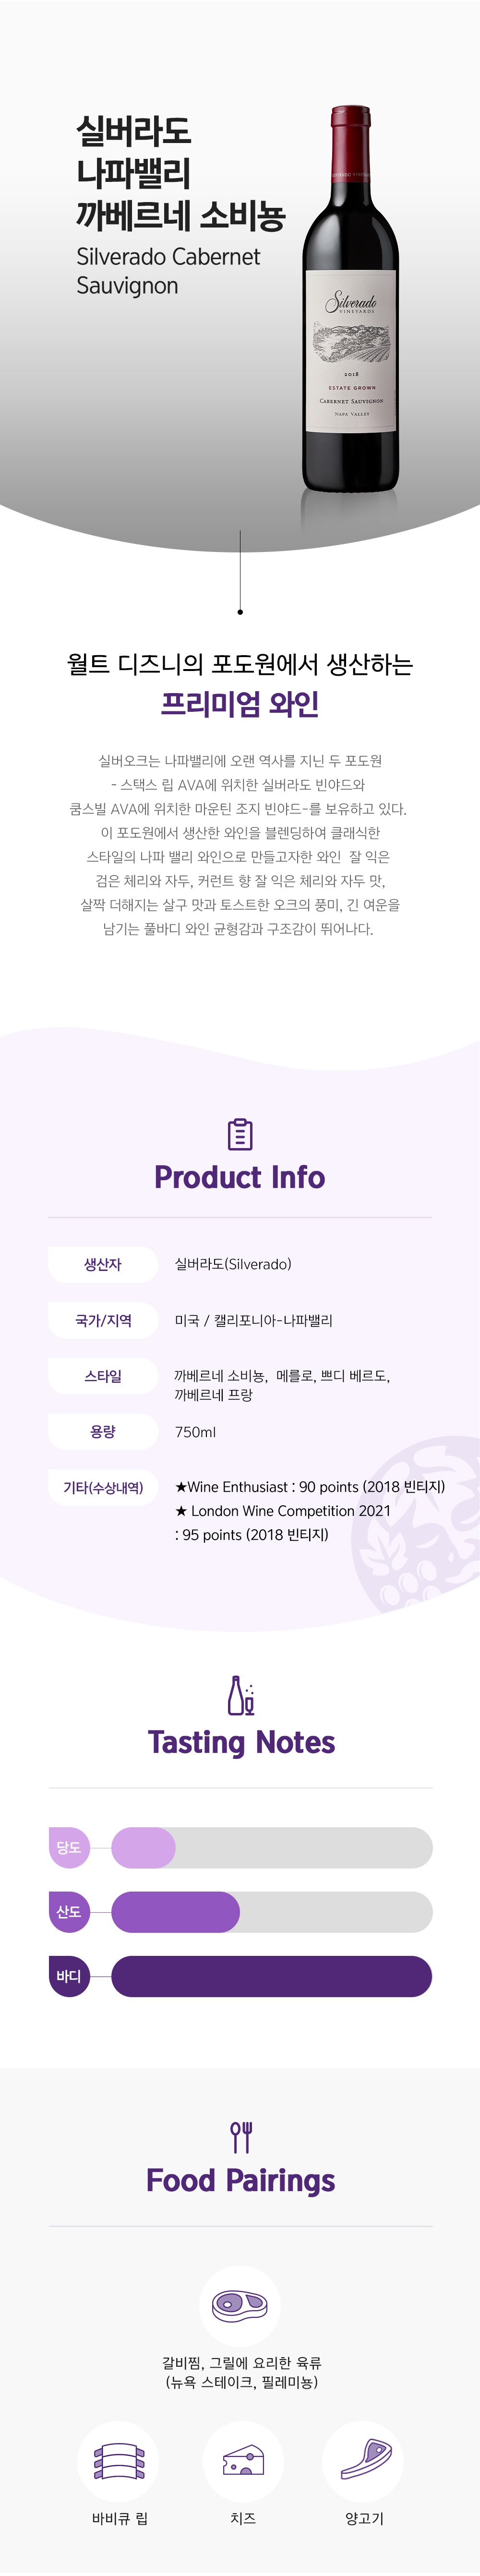 실버라도
나파밸리
까베르네 소비뇽
Silverado Cabernet
Sauvignon
SILVERADO VINEYARDS
Silverado
VINEYARDS
2018
ESTATE GROWN
CABERNET SAUVIGNON
NAPA VALLEY
월트 디즈니의 포도원에서 생산하는
프리미엄 와인
실버오크는 나파밸리에 오랜 역사를 지닌 두 포도원
- 스택스 립 AVA에 위치한 실버라도 빈야드와
쿰스빌 AVA에 위치한 마운틴 조지 빈야드-를 보유하고 있다.
이 포도원에서 생산한 와인을 블렌딩하여 클래식한
스타일의 나파 밸리 와인으로 만들고자한 와인  잘 익은
검은 체리와 자두, 커런트 향 잘 익은 체리와 자두 맛,
살짝 더해지는 살구 맛과 토스트한 오크의 풍미, 긴 여운을
남기는 풀바디 와인 균형감과 구조감이 뛰어나다.
Product Info
생산자 실버라도(Silverado)
국가/지역 미국 / 캘리포니아-나파밸리
스타일 까베르네 소비뇽,  메를로, 쁘디 베르도,
까베르네 프랑
용량 750ml
기타(수상내역) ★Wine Enthusiast : 90 points (2018 빈티지)
★ London Wine Competition 2021
: 95 points (2018 빈티지)
Tasting Notes
당도
산도
바디
Food Pairings
갈비찜, 그릴에 요리한 육류
(뉴욕 스테이크, 필레미뇽)
바비큐 립 치즈 양고기